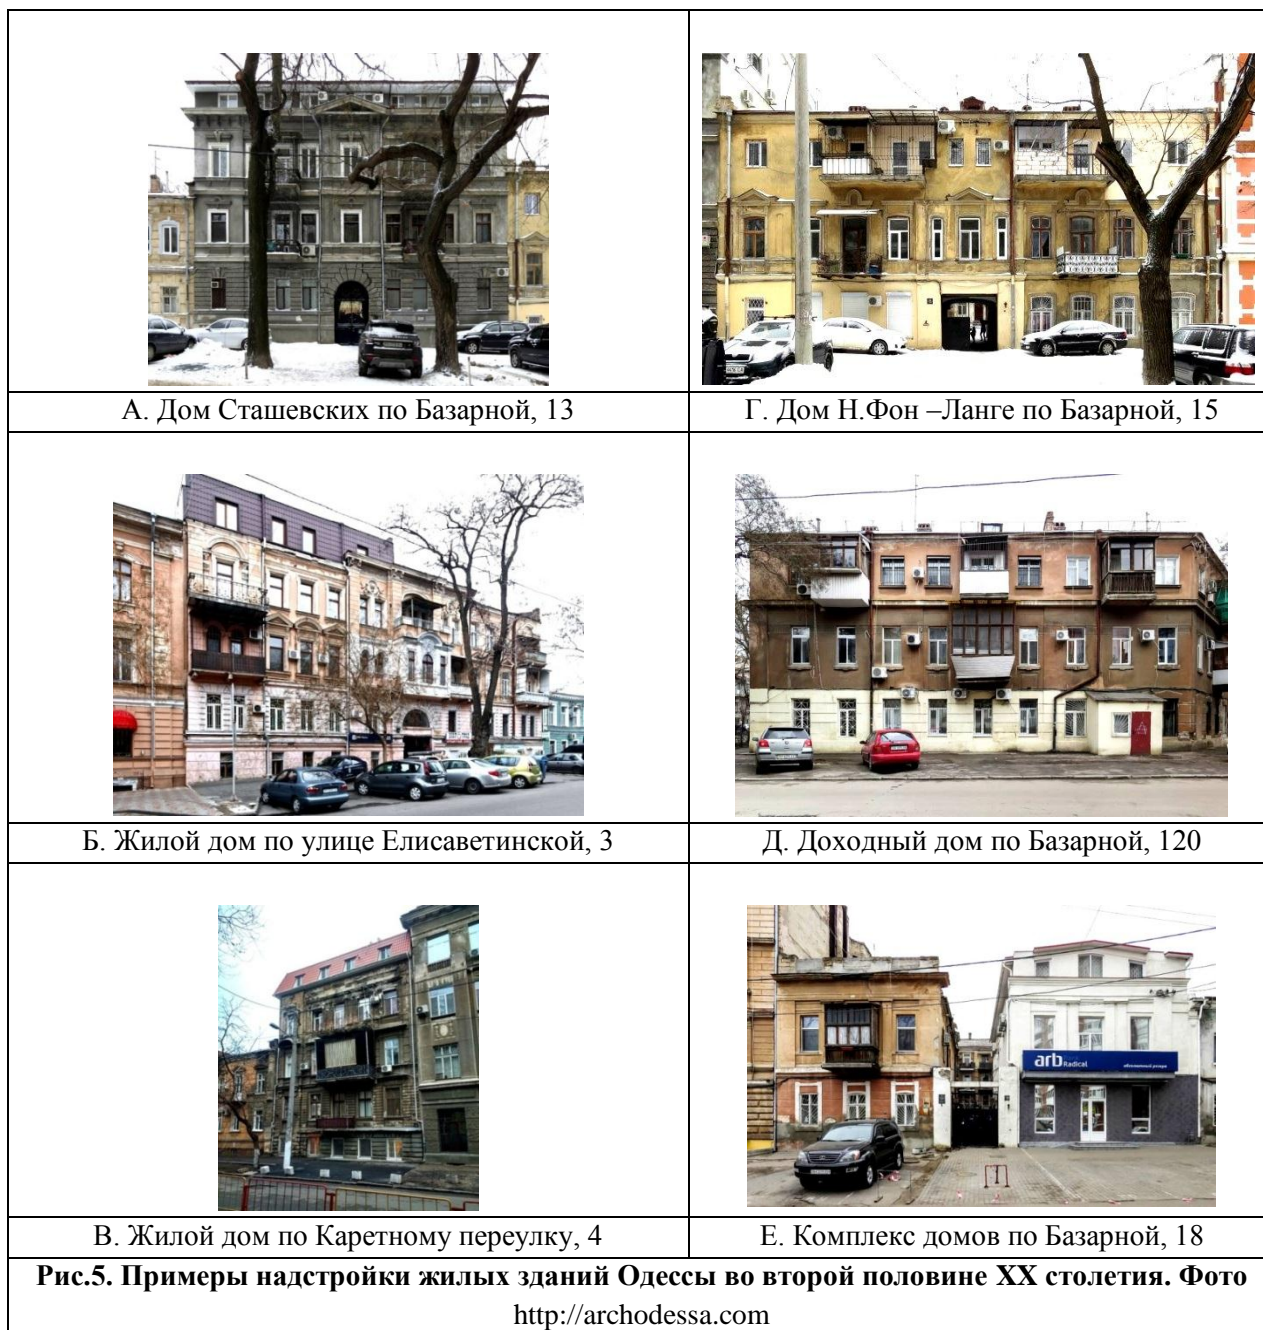 А. Дом Сташевских по Базарной, 13
Г. Дом Н.Фон –Ланге по Базарной, 15
Б. Жилой дом по улице Елисаветинской, 3
Д. Доходный дом по Базарной, 120
arb Radical
В. Жилой дом по Каретному переулку, 4
Е. Комплекс домов по Базарной, 18
Рис.5. Примеры надстройки жилых зданий Одессы во второй половине XX столетия. Фото
http://archodessa.com